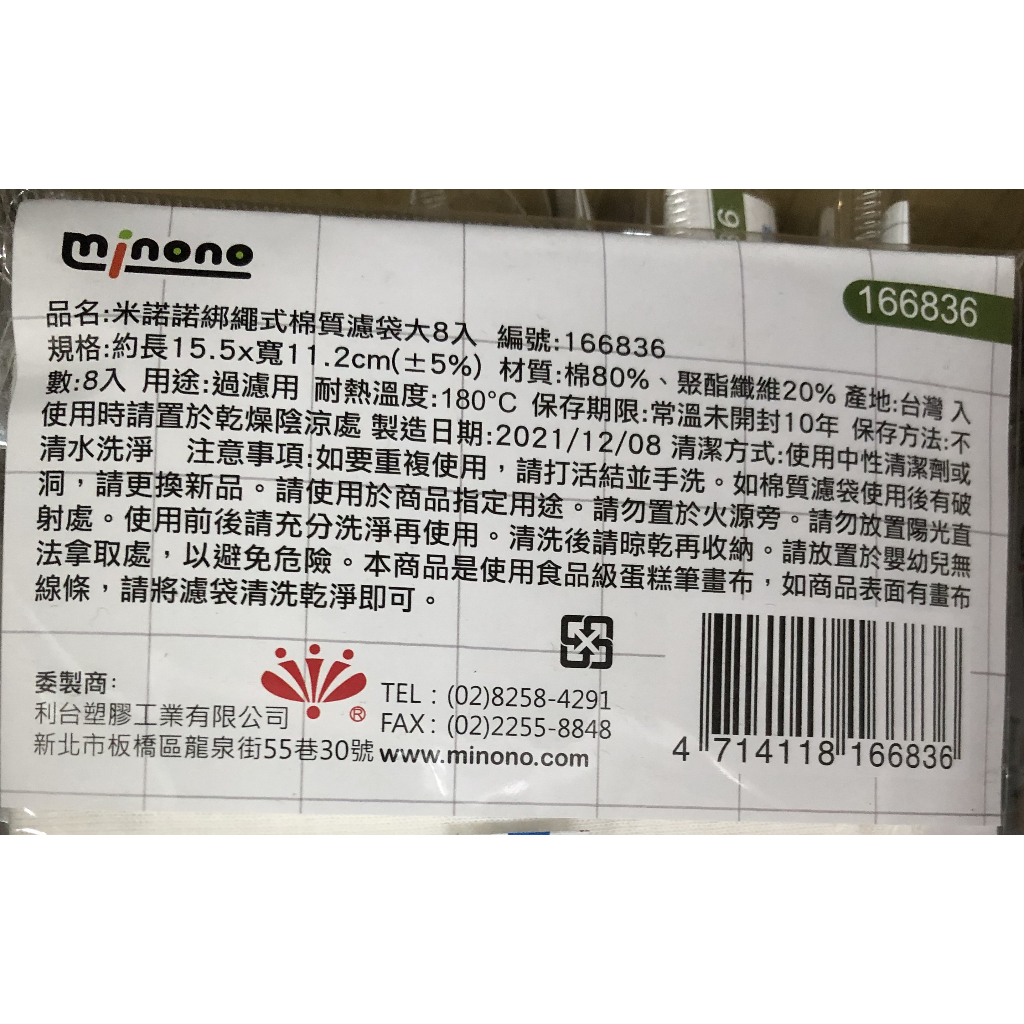 minono
166836
品名:米諾諾綁繩式棉質濾袋大8入 編號:166836
規格:約長15.5x寬11.2cm(±5%) 材質:棉80%、聚酯纖維20% 產地:台灣 入
數:8入 用途:過濾用 耐熱溫度:180°C 保存期限:常溫未開封10年 保存方法:不
使用時請置於乾燥陰涼處 製造日期:2021/12/08 清潔方式:使用中性清潔劑或
清水洗淨 注意事項:如要重複使用，請打活結並手洗。如棉質濾袋使用後有破
洞，請更換新品。請使用於商品指定用途。請勿置於火源旁。請勿放置陽光直
射處。使用前後請充分洗淨再使用。清洗後請晾乾再收納。請放置於嬰幼兒無
法拿取處，以避免危險。本商品是使用食品級蛋糕筆畫布，如商品表面有畫布
線條，請將濾袋清洗乾淨即可。
委製商:
利台塑膠工業有限公司
新北市板橋區龍泉街55巷30號
®
TEL : (02)8258-4291
FAX : (02)2255-8848
www.minono.com
4 714118 166836